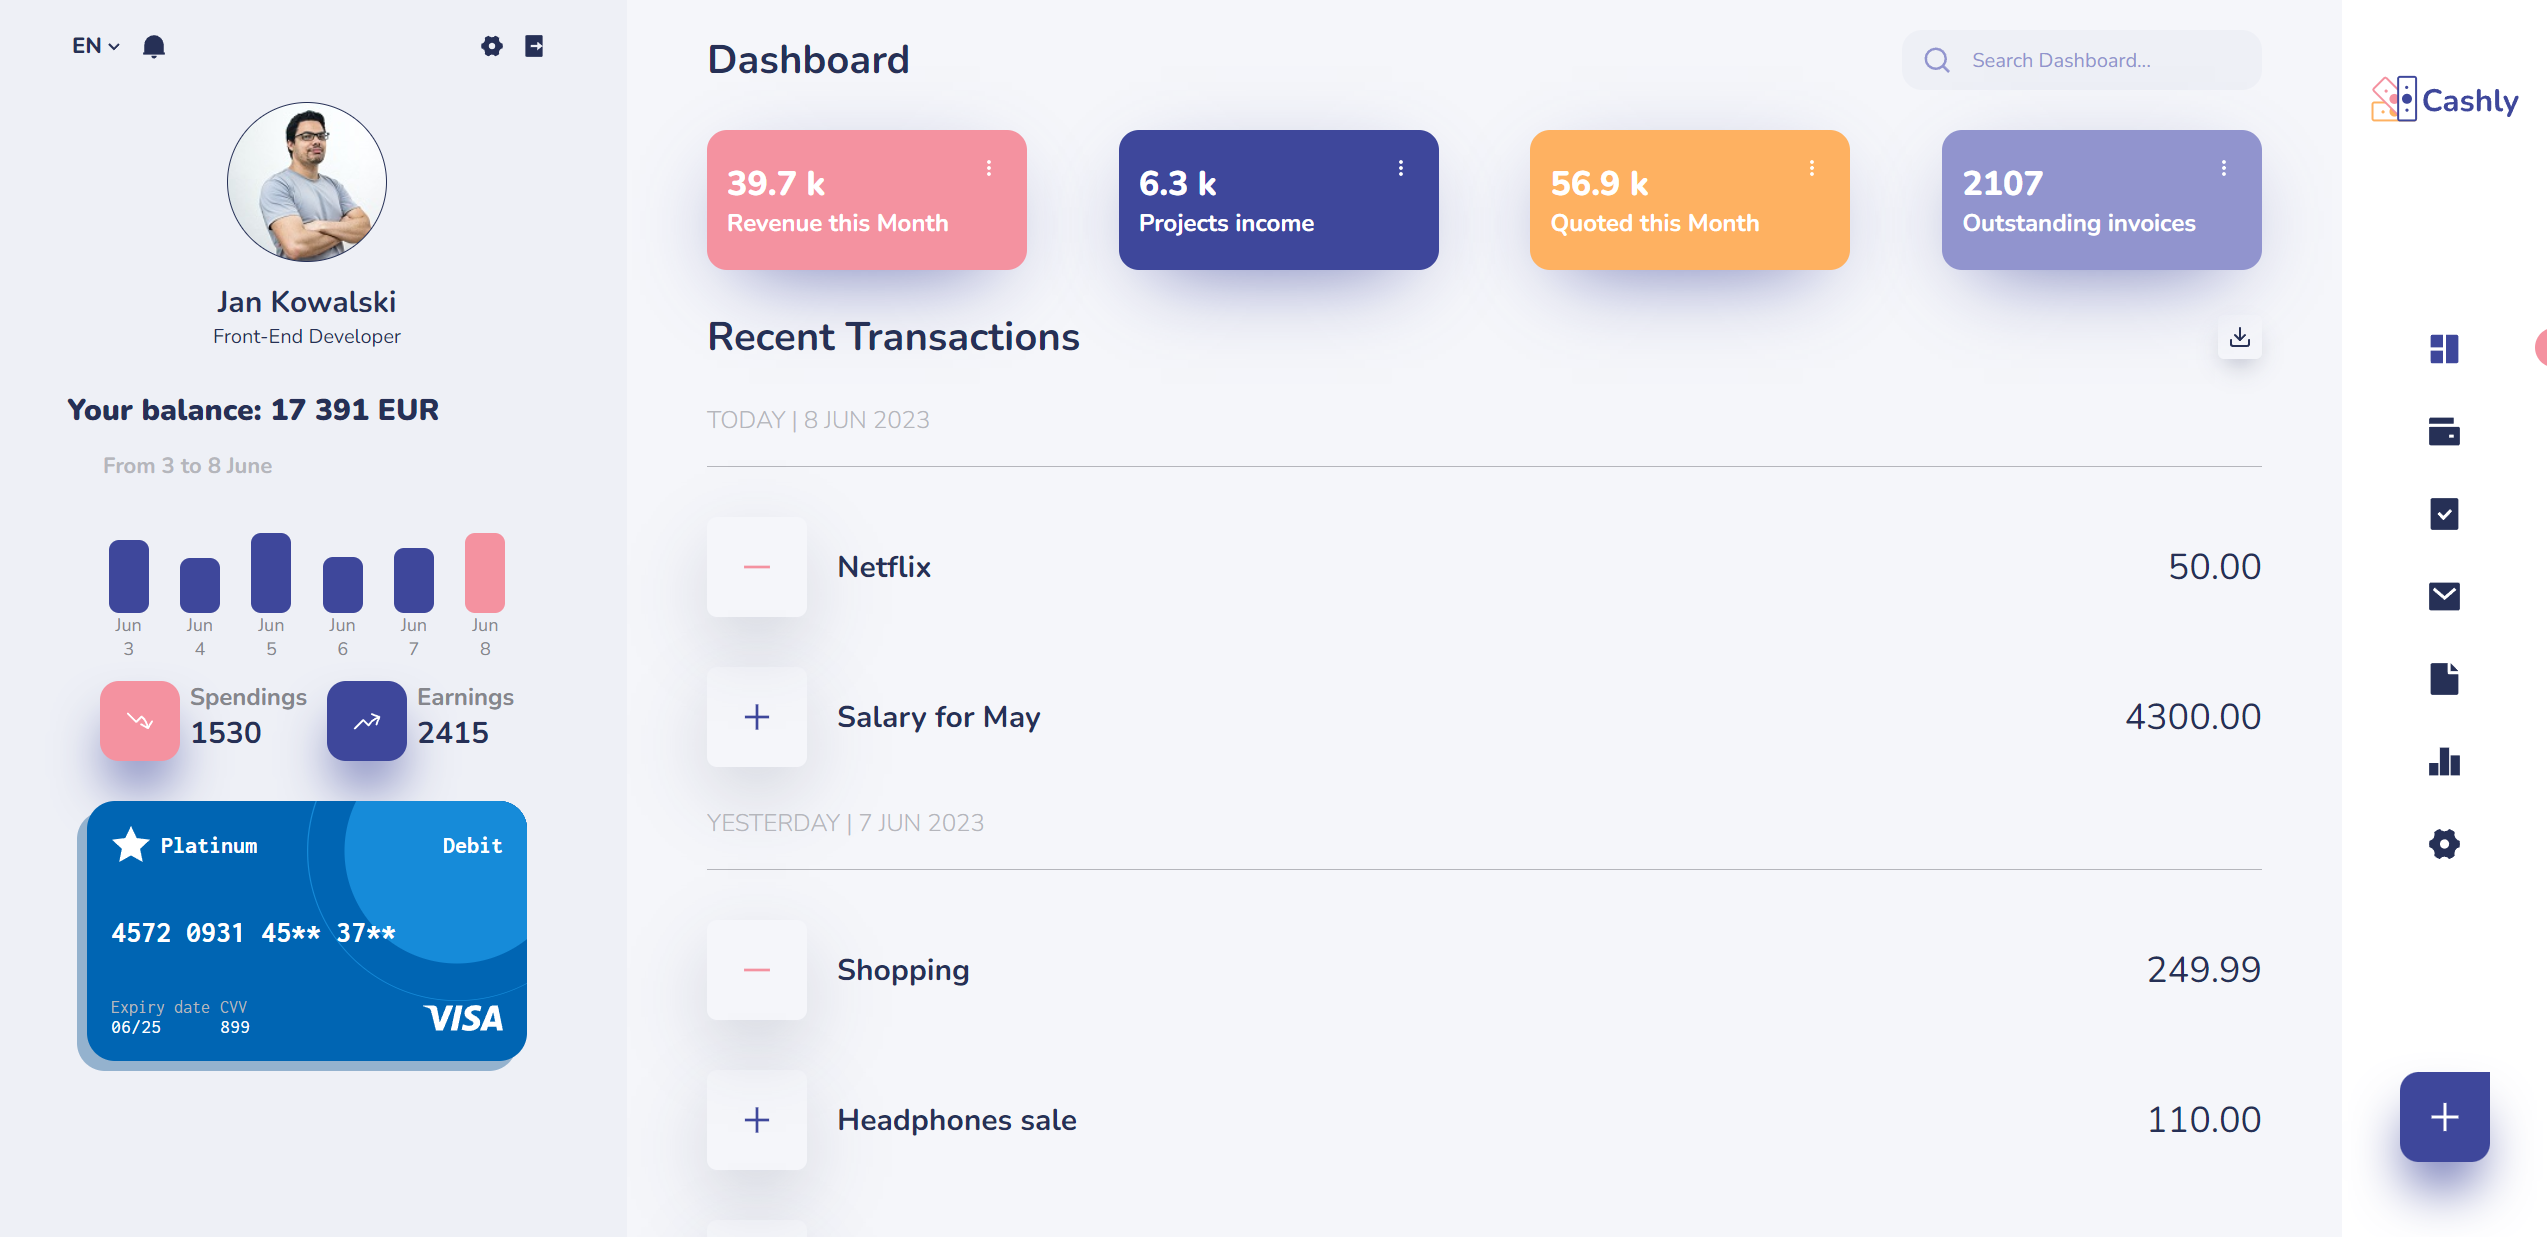 EN
Jan Kowalski
Front-End Developer
Your balance: 17 391 EUR
From 3 to 8 June
Jun 3
Jun 4
Jun 5
Jun 6
Jun 7
Jun 8
Spendings
1530
Earnings
2415
Platinum
Debit
4572 0931 45** 37**
Expiry date CVV
06/25 899
VISA
Dashboard
Search Dashboard...
39.7 k
Revenue this Month
6.3 k
Projects income
56.9 k
Quoted this Month
2107
Outstanding invoices
Recent Transactions
TODAY | 8 JUN 2023
Netflix 50.00
Salary for May 4300.00
YESTERDAY | 7 JUN 2023
Shopping 249.99
Headphones sale 110.00
Cashly